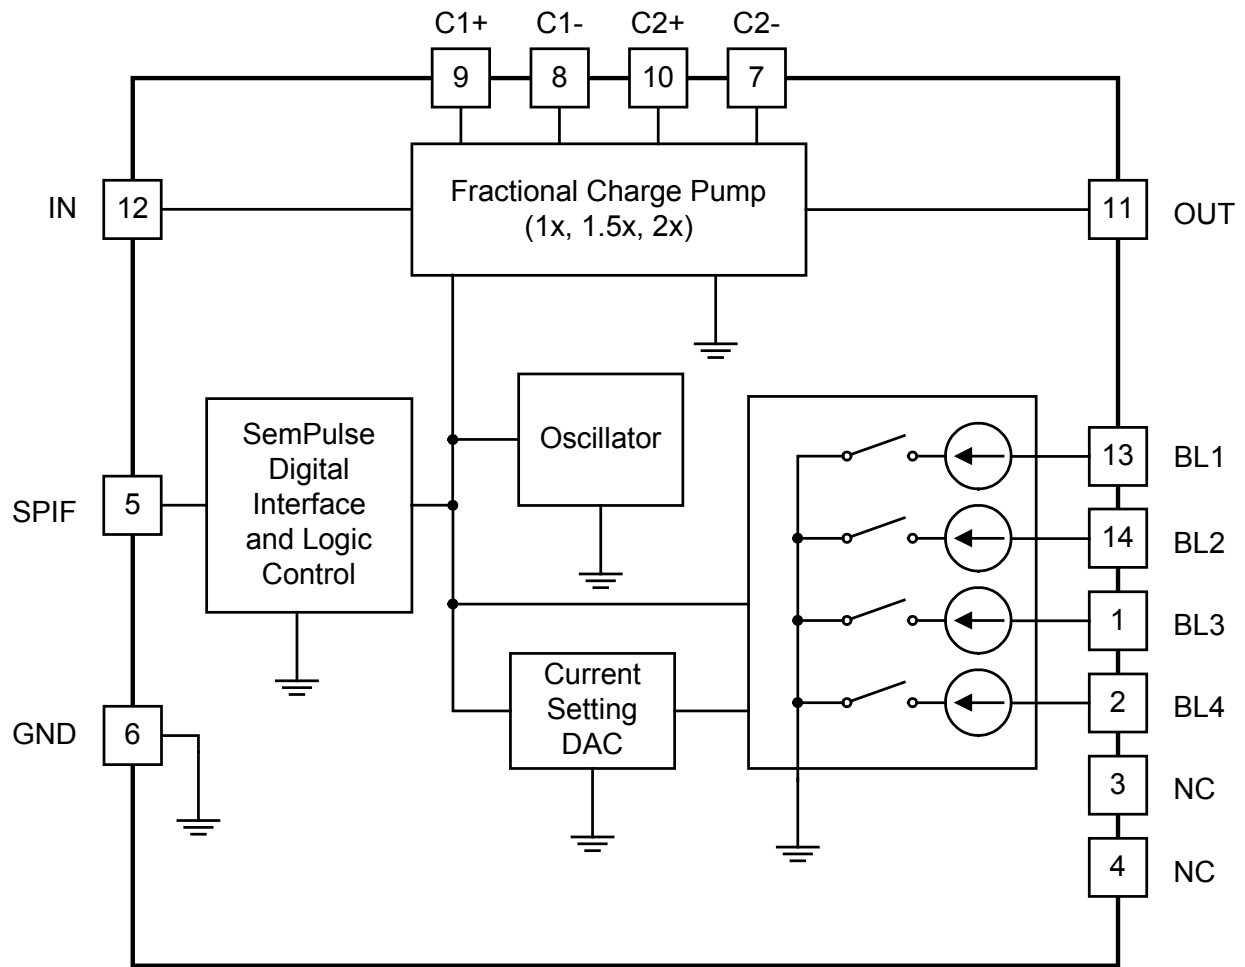 C1+ C1- C2+ C2-
9 8 10 7
IN 12
Fractional Charge Pump
(1x, 1.5x, 2x)
11 OUT
SemPulse
Digital
Interface
and Logic
Control
Oscillator
13 BL1
SPIF 5
14 BL2
1 BL3
Current
Setting
DAC
2 BL4
GND 6
3 NC
4 NC